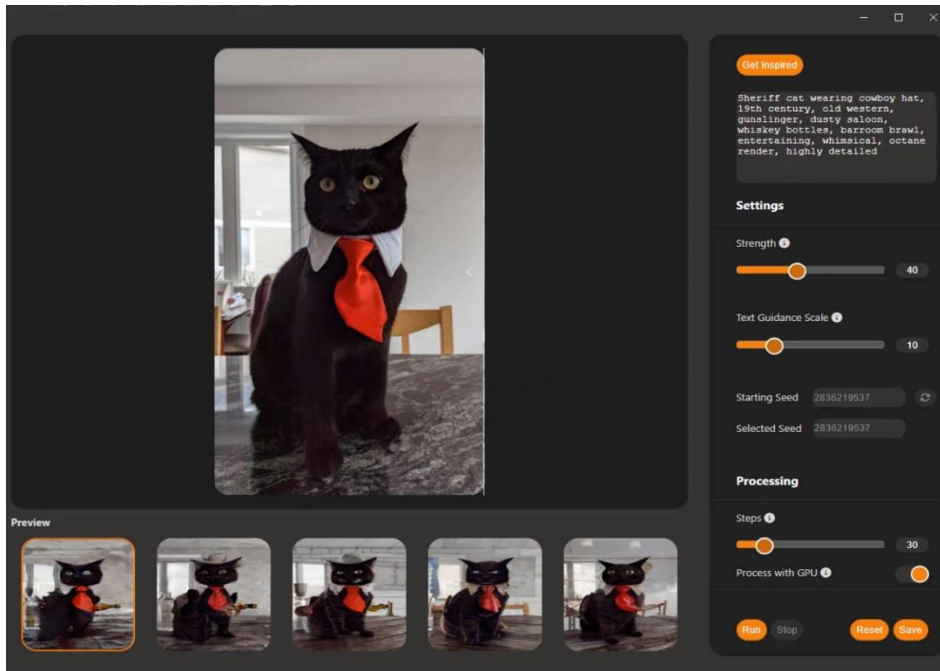 Get Inspired
Sheriff cat wearing cowboy hat,
19th century, old western,
gunslinger, dusty saloon,
whiskey bottles, barroom brawl,
entertaining, whimsical, octane
render, highly detailed
Settings
Strength
40
Text Guidance Scale
10
Starting Seed 2836219537
Selected Seed 2836219537
Processing
Steps
30
Process with GPU
Run Stop Reset Save
Preview